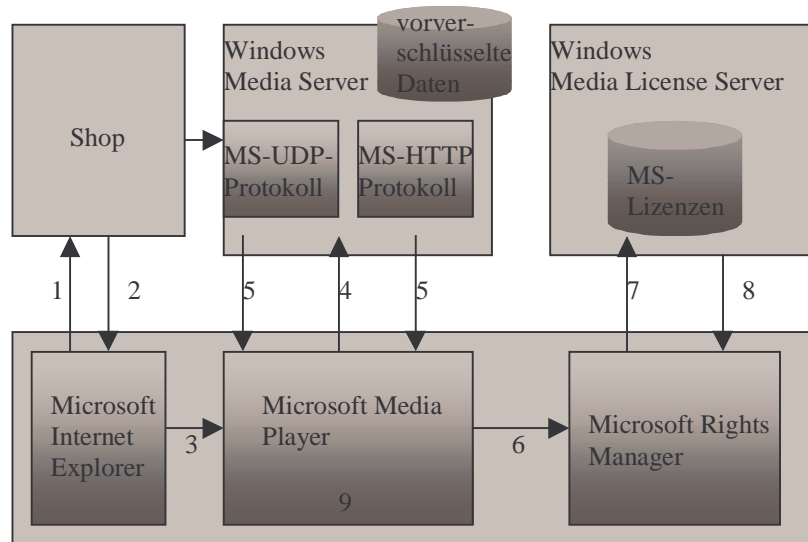 vorver-
schlüsselte
Daten
Windows
Media Server
Windows
Media License Server
Shop
MS-UDP-
Protokoll
MS-HTTP
Protokoll
MS-
Lizenzen
1
2
5
4
5
7
8
Microsoft
Internet
Explorer
3
Microsoft Media
Player
9
6
Microsoft Rights
Manager